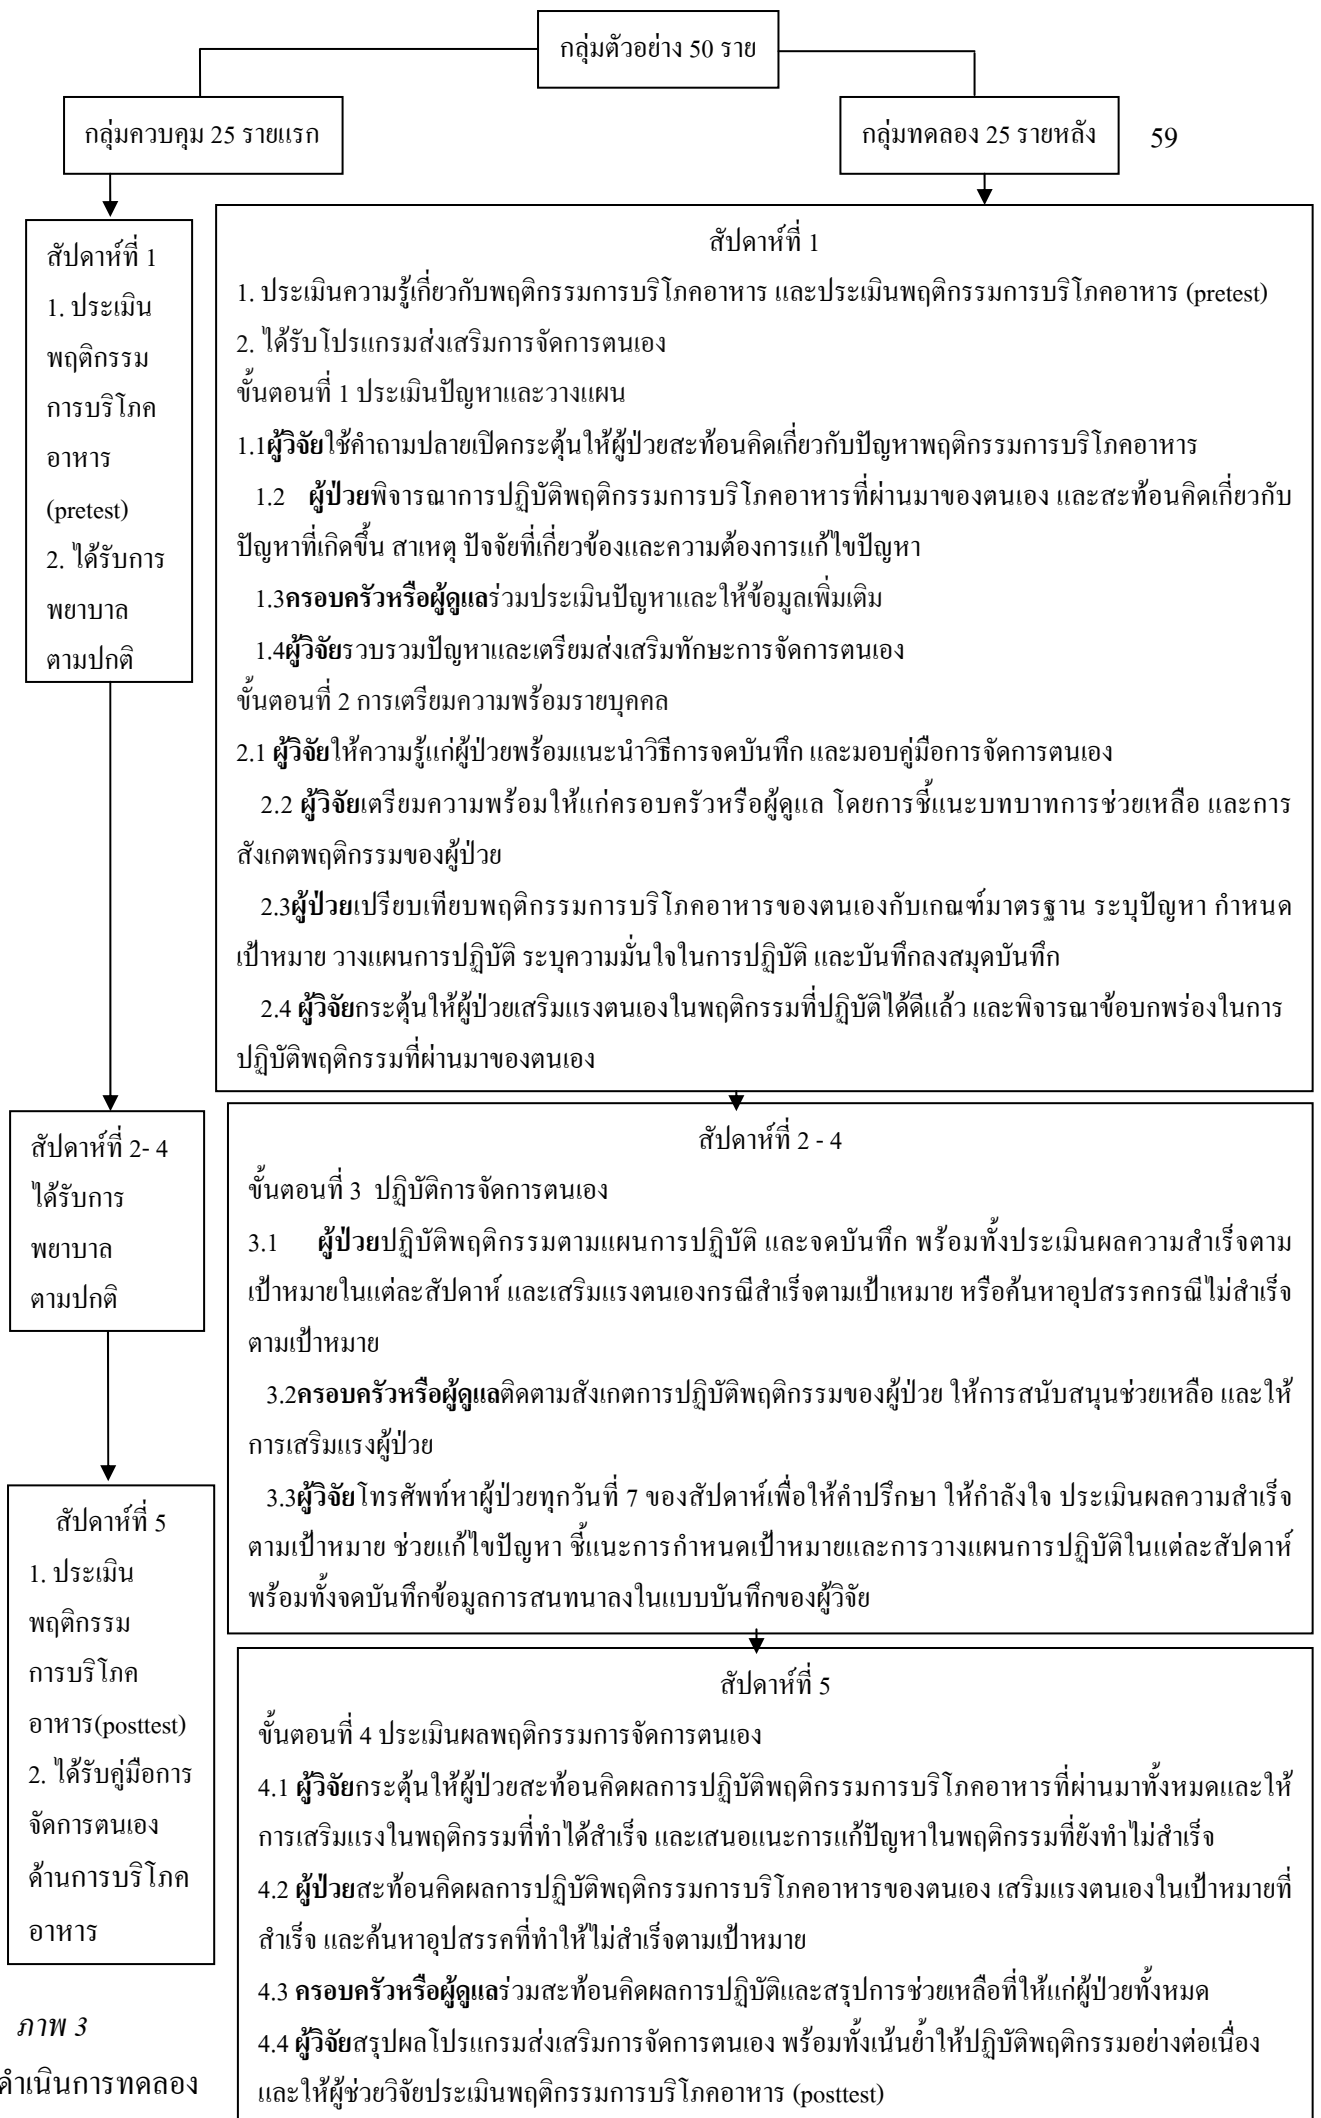 กลุ่มตัวอย่าง 50 ราย
กลุ่มควบคุม 25 รายแรก
กลุ่มทดลอง 25 รายหลัง
59
สัปดาห์ที่ 1
1. ประเมิน
พฤติกรรม
การบริโภค
อาหาร
(pretest)
2. ได้รับการ
พยาบาล
ตามปกติ
สัปดาห์ที่ 1
1. ประเมินความรู้เกี่ยวกับพฤติกรรมการบริโภคอาหาร และประเมินพฤติกรรมการบริโภคอาหาร (pretest)
2. ได้รับโปรแกรมส่งเสริมการจัดการตนเอง
ขั้นตอนที่ 1 ประเมินปัญหาและวางแผน
1.1ผู้วิจัยใช้คำถามปลายเปิดกระตุ้นให้ผู้ป่วยสะท้อนคิดเกี่ยวกับปัญหาพฤติกรรมการบริโภคอาหาร
1.2 ผู้ป่วยพิจารณาการปฏิบัติพฤติกรรมการบริโภคอาหารที่ผ่านมาของตนเอง และสะท้อนคิดเกี่ยวกับ
ปัญหาที่เกิดขึ้น สาเหตุ ปัจจัยที่เกี่ยวข้องและความต้องการแก้ไขปัญหา
1.3ครอบครัวหรือผู้ดูแลร่วมประเมินปัญหาและให้ข้อมูลเพิ่มเติม
1.4ผู้วิจัยรวบรวมปัญหาและเตรียมส่งเสริมทักษะการจัดการตนเอง
ขั้นตอนที่ 2 การเตรียมความพร้อมรายบุคคล
2.1 ผู้วิจัยให้ความรู้แก่ผู้ป่วยพร้อมแนะนำวิธีการจดบันทึก และมอบคู่มือการจัดการตนเอง
2.2 ผู้วิจัยเตรียมความพร้อมให้แก่ครอบครัวหรือผู้ดูแล โดยการชี้แนะบทบาทการช่วยเหลือ และการ
สังเกตพฤติกรรมของผู้ป่วย
2.3ผู้ป่วยเปรียบเทียบพฤติกรรมการบริโภคอาหารของตนเองกับเกณฑ์มาตรฐาน ระบุปัญหา กำหนด
เป้าหมาย วางแผนการปฏิบัติ ระบุความมั่นใจในการปฏิบัติ และบันทึกลงสมุดบันทึก
2.4 ผู้วิจัยกระตุ้นให้ผู้ป่วยเสริมแรงตนเองในพฤติกรรมที่ปฏิบัติได้ดีแล้ว และพิจารณาข้อบกพร่องในการ
ปฏิบัติพฤติกรรมที่ผ่านมาของตนเอง
สัปดาห์ที่ 2- 4
ได้รับการ
พยาบาล
ตามปกติ
สัปดาห์ที่ 2 - 4
ขั้นตอนที่ 3 ปฏิบัติการจัดการตนเอง
3.1 ผู้ป่วยปฏิบัติพฤติกรรมตามแผนการปฏิบัติ และจดบันทึก พร้อมทั้งประเมินผลความสำเร็จตาม
เป้าหมายในแต่ละสัปดาห์ และเสริมแรงตนเองกรณีสำเร็จตามเป้าเหมาย หรือค้นหาอุปสรรคกรณีไม่สำเร็จ
ตามเป้าหมาย
3.2ครอบครัวหรือผู้ดูแลติดตามสังเกตการปฏิบัติพฤติกรรมของผู้ป่วย ให้การสนับสนุนช่วยเหลือ และให้
การเสริมแรงผู้ป่วย
3.3ผู้วิจัยโทรศัพท์หาผู้ป่วยทุกวันที่ 7 ของสัปดาห์เพื่อให้คำปรึกษา ให้กำลังใจ ประเมินผลความสำเร็จ
ตามเป้าหมาย ช่วยแก้ไขปัญหา ชี้แนะการกำหนดเป้าหมายและการวางแผนการปฏิบัติในแต่ละสัปดาห์
พร้อมทั้งจดบันทึกข้อมูลการสนทนาลงในแบบบันทึกของผู้วิจัย
สัปดาห์ที่ 5
1. ประเมิน
พฤติกรรม
การบริโภค
อาหาร(posttest)
2. ได้รับคู่มือการ
จัดการตนเอง
ด้านการบริโภค
อาหาร
สัปดาห์ที่ 5
ขั้นตอนที่ 4 ประเมินผลพฤติกรรมการจัดการตนเอง
4.1 ผู้วิจัยกระตุ้นให้ผู้ป่วยสะท้อนคิดผลการปฏิบัติพฤติกรรมการบริโภคอาหารที่ผ่านมาทั้งหมดและให้
การเสริมแรงในพฤติกรรมที่ทำได้สำเร็จ และเสนอแนะการแก้ปัญหาในพฤติกรรมที่ยังทำไม่สำเร็จ
4.2 ผู้ป่วยสะท้อนคิดผลการปฏิบัติพฤติกรรมการบริโภคอาหารของตนเอง เสริมแรงตนเองในเป้าหมายที่
สำเร็จ และค้นหาอุปสรรคที่ทำให้ไม่สำเร็จตามเป้าหมาย
4.3 ครอบครัวหรือผู้ดูแลร่วมสะท้อนคิดผลการปฏิบัติและสรุปการช่วยเหลือที่ให้แก่ผู้ป่วยทั้งหมด
4.4 ผู้วิจัยสรุปผลโปรแกรมส่งเสริมการจัดการตนเอง พร้อมทั้งเน้นย้ำให้ปฏิบัติพฤติกรรมอย่างต่อเนื่อง
และให้ผู้ช่วยวิจัยประเมินพฤติกรรมการบริโภคอาหาร (posttest)
ภาพ 3
ดำเนินการทดลอง